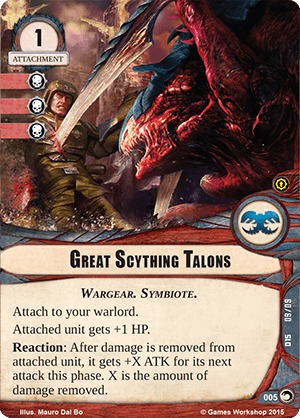 1
ATTACHMENT
GREAT SCYTHING TALONS
WARGEAR. SYMBIOTE.
Attach to your warlord.
Attached unit gets +1 HP.
Reaction: After damage is removed from
attached unit, it gets +X ATK for its next
attack this phase. X is the amount of
damage removed.
D15 09/09
005
Illus. Mauro Dal Bo
© Games Workshop 2015